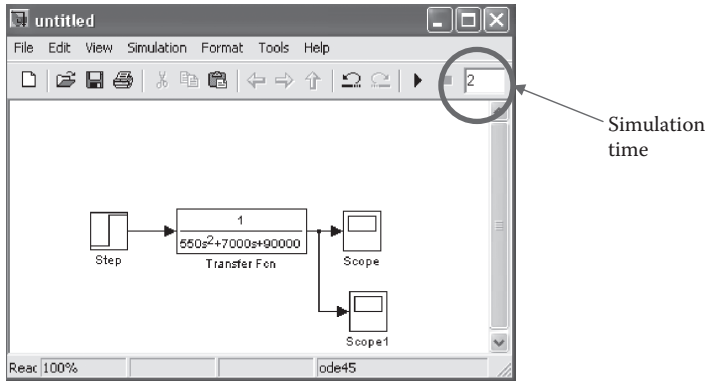 untitled
File Edit View Simulation Format Tools Help
2
Simulation
time
1
550s2+7000s+90000
Step
Transfer Fcn
Scope
Scope1
Reac 100%
ode45